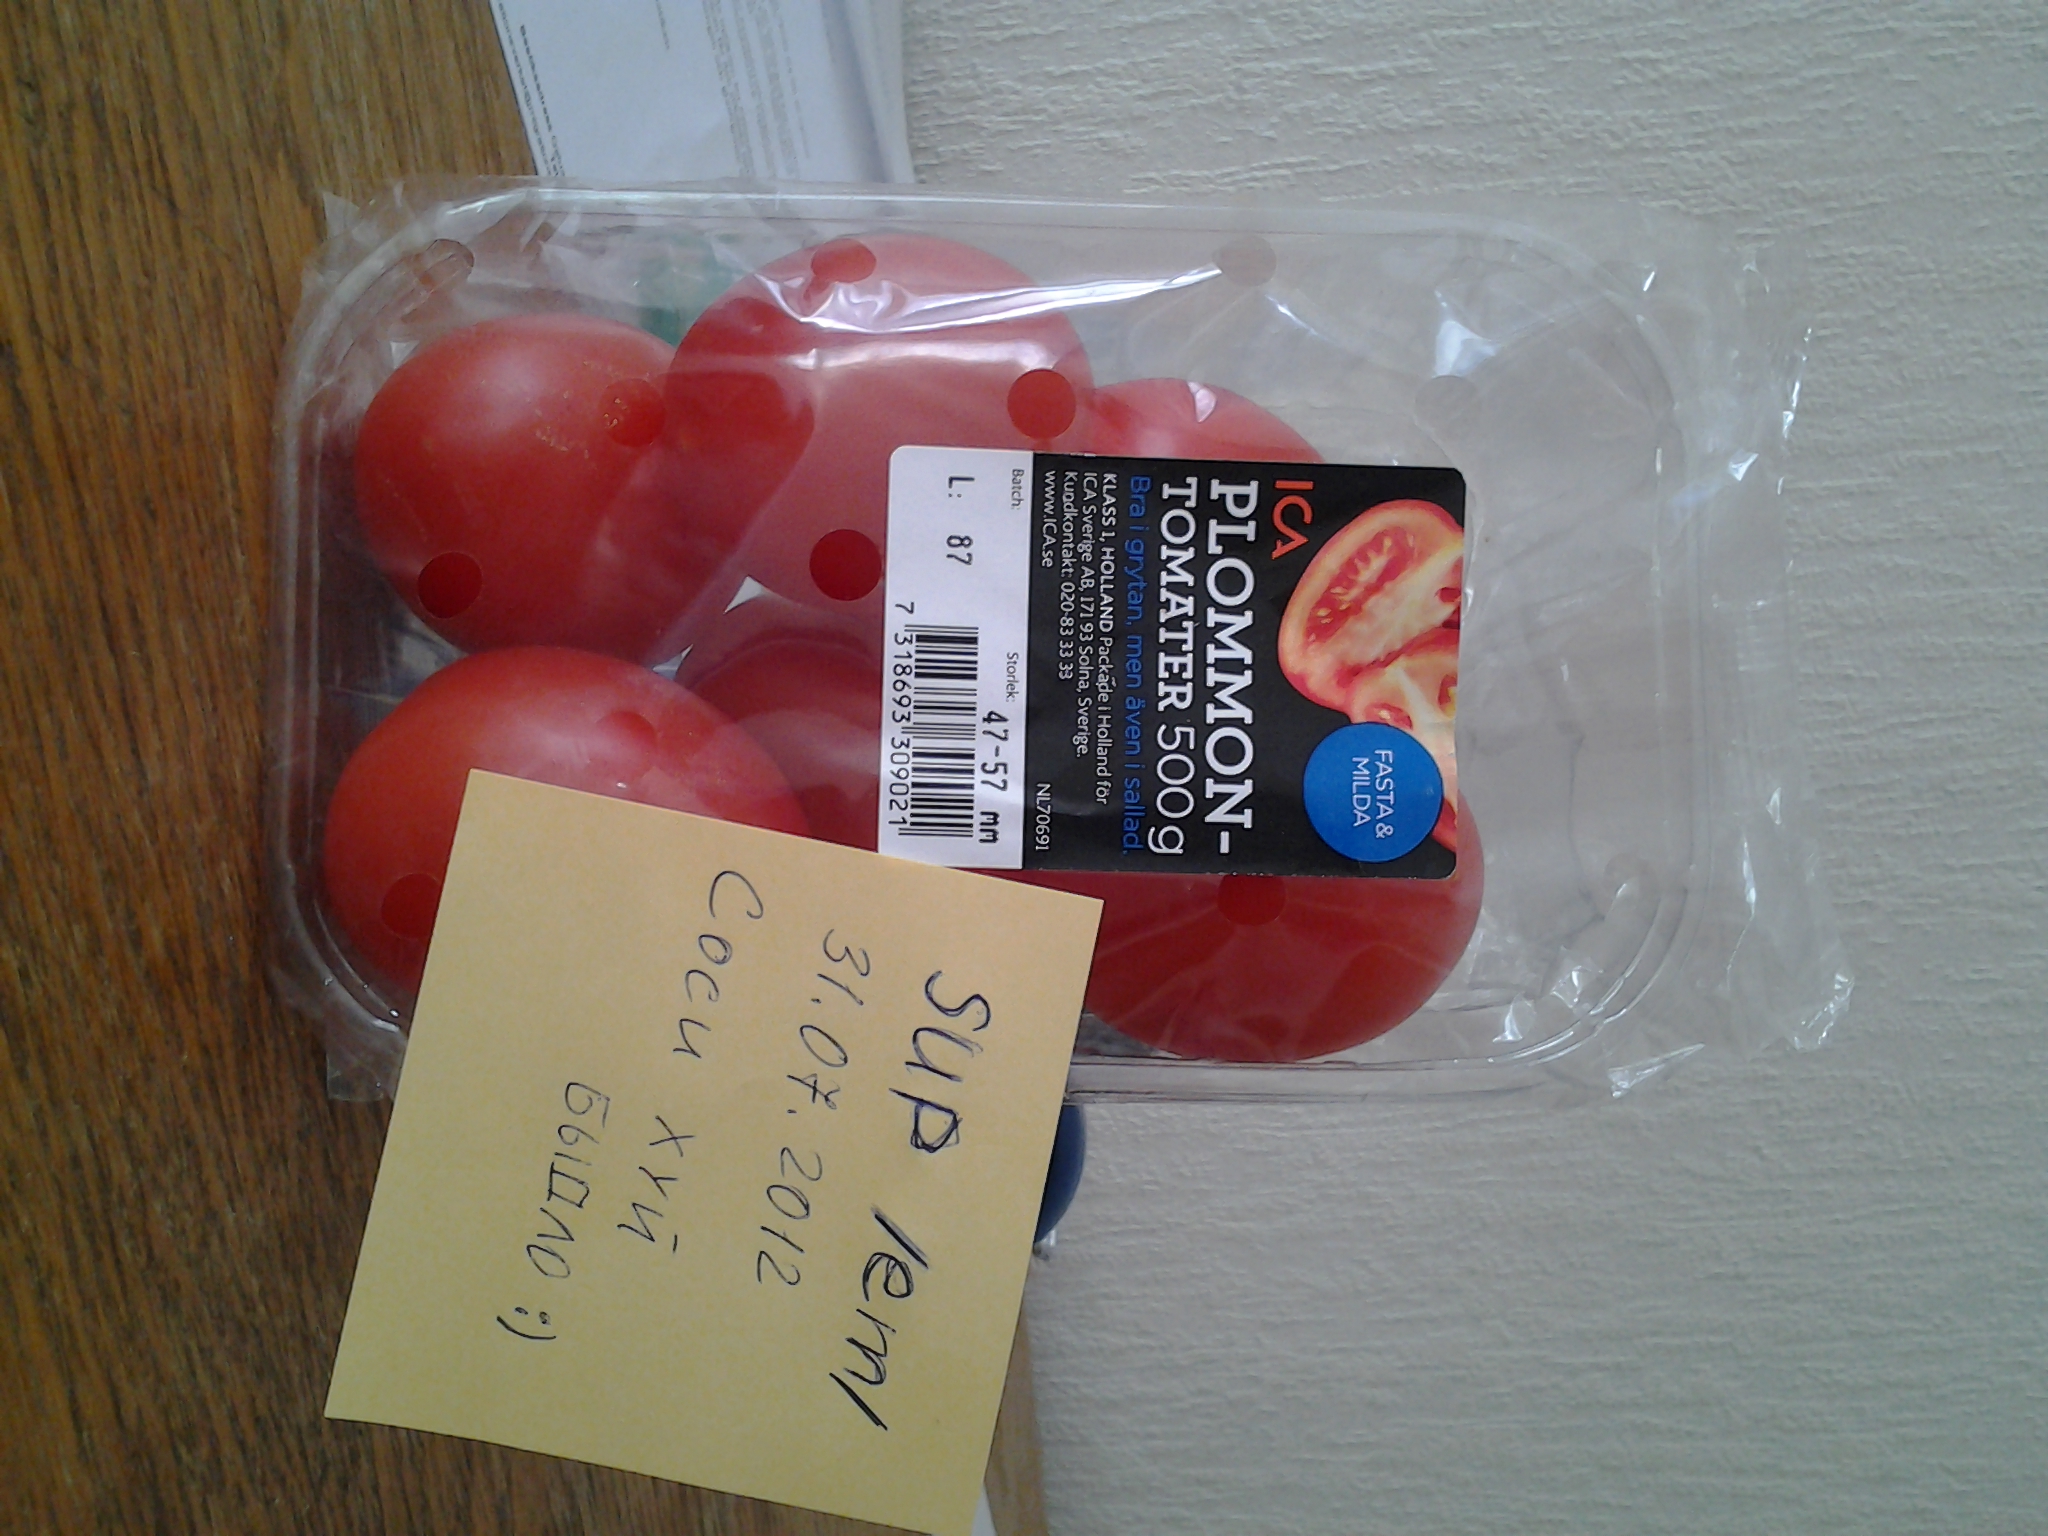 ICA
PLOMMON-
TOMATER 500 g
Bra i grytan, men även i sallad.
KLASS 1, HOLLAND Packade i Holland för
ICA Sverige AB, 171 93 Solna, Sverige.
Kundkontakt: 020-83 33 33
www.ICA.se
NL70691
FASTA &
MILDA
Batch:
L: 87
Storlek:
47-57 mm
7 318693 309021
SUP /em/
31.07.2012
Соси хуй
БЫДЛО :)